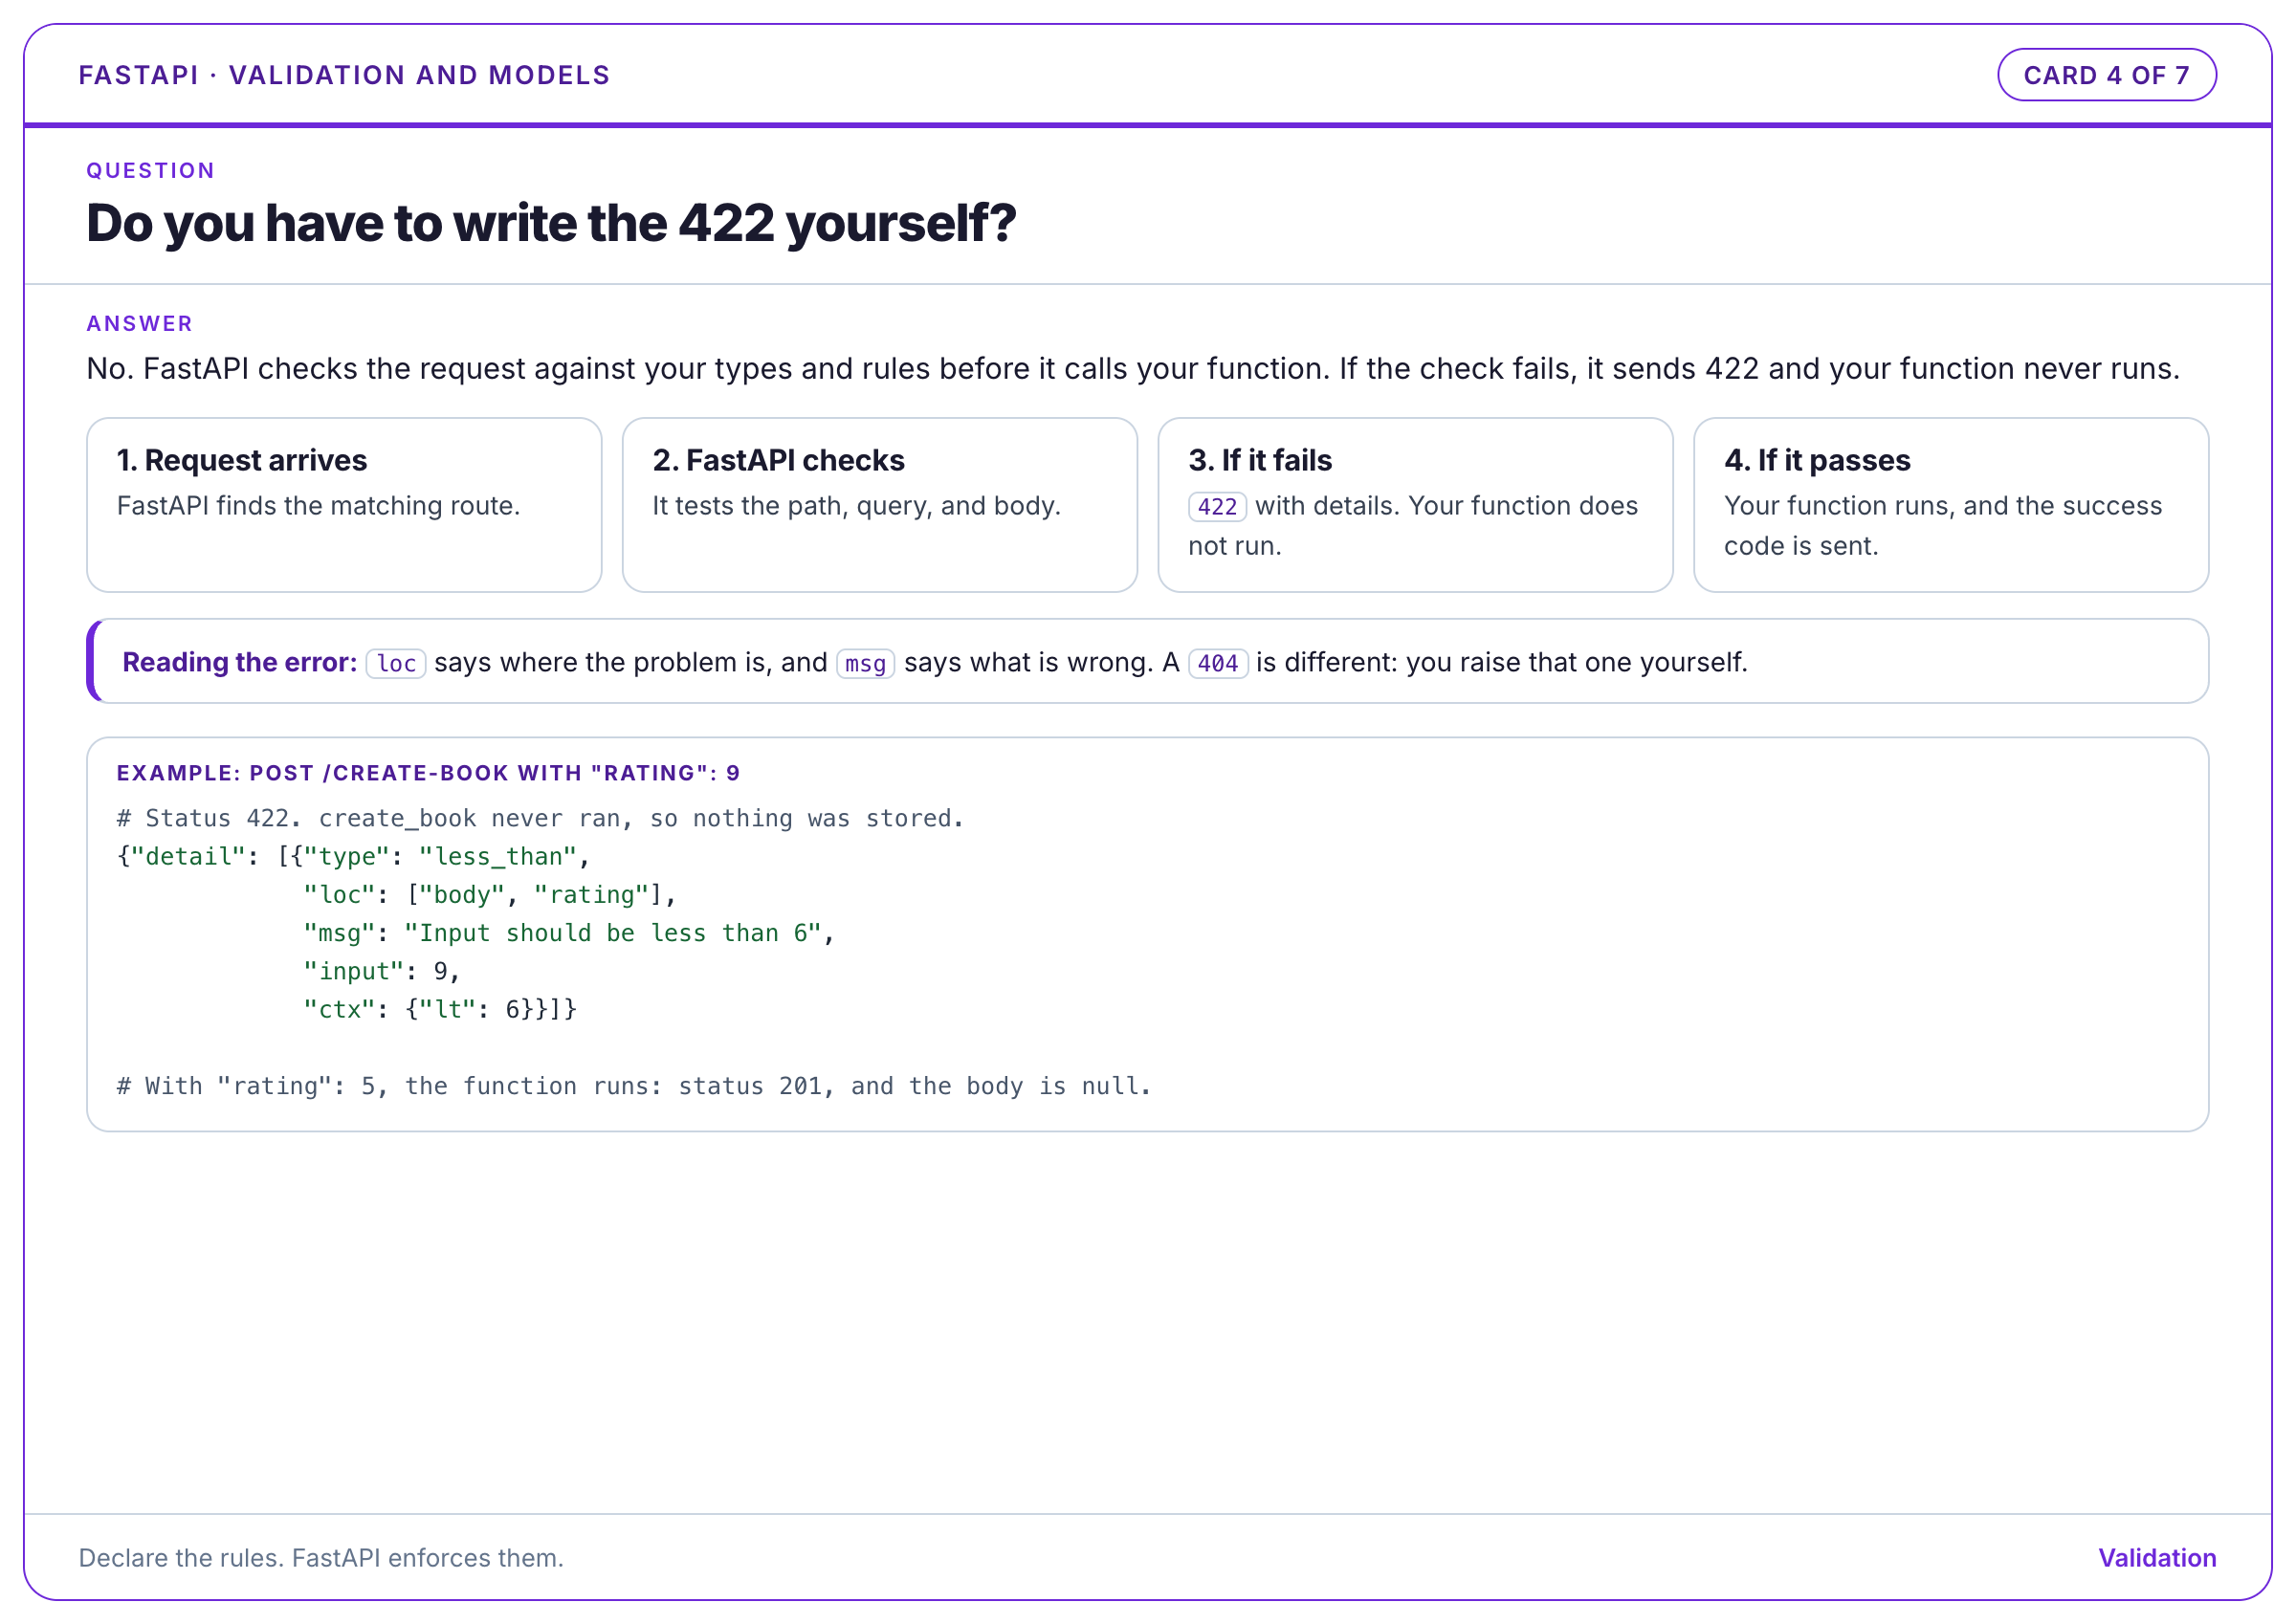 FASTAPI · VALIDATION AND MODELS
CARD 4 OF 7
QUESTION
Do you have to write the 422 yourself?
ANSWER
No. FastAPI checks the request against your types and rules before it calls your function. If the check fails, it sends 422 and your function never runs.
1. Request arrives
FastAPI finds the matching route.
2. FastAPI checks
It tests the path, query, and body.
3. If it fails
422 with details. Your function does
not run.
4. If it passes
Your function runs, and the success
code is sent.
Reading the error: loc says where the problem is, and msg says what is wrong. A 404 is different: you raise that one yourself.
EXAMPLE: POST /CREATE-BOOK WITH "RATING": 9
# Status 422. create_book never ran, so nothing was stored.
{"detail": [{"type": "less_than",
"loc": ["body", "rating"],
"msg": "Input should be less than 6",
"input": 9,
"ctx": {"lt": 6}}]}
# With "rating": 5, the function runs: status 201, and the body is null.
Declare the rules. FastAPI enforces them.
Validation